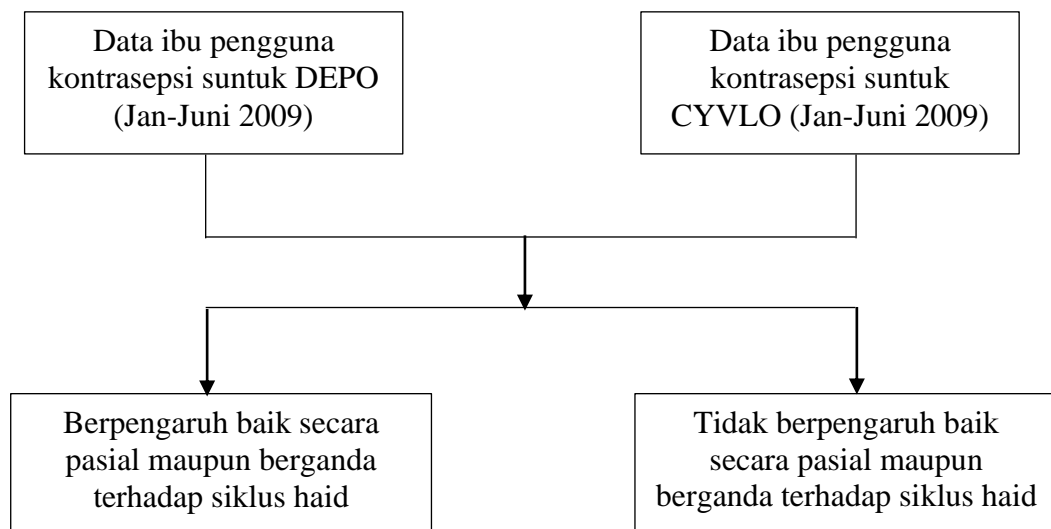 Data ibu pengguna
kontrasepsi suntuk DEPO
(Jan-Juni 2009)
Data ibu pengguna
kontrasepsi suntuk
CYVLO (Jan-Juni 2009)
Berpengaruh baik secara
pasial maupun berganda
terhadap siklus haid
Tidak berpengaruh baik
secara pasial maupun
berganda terhadap siklus haid